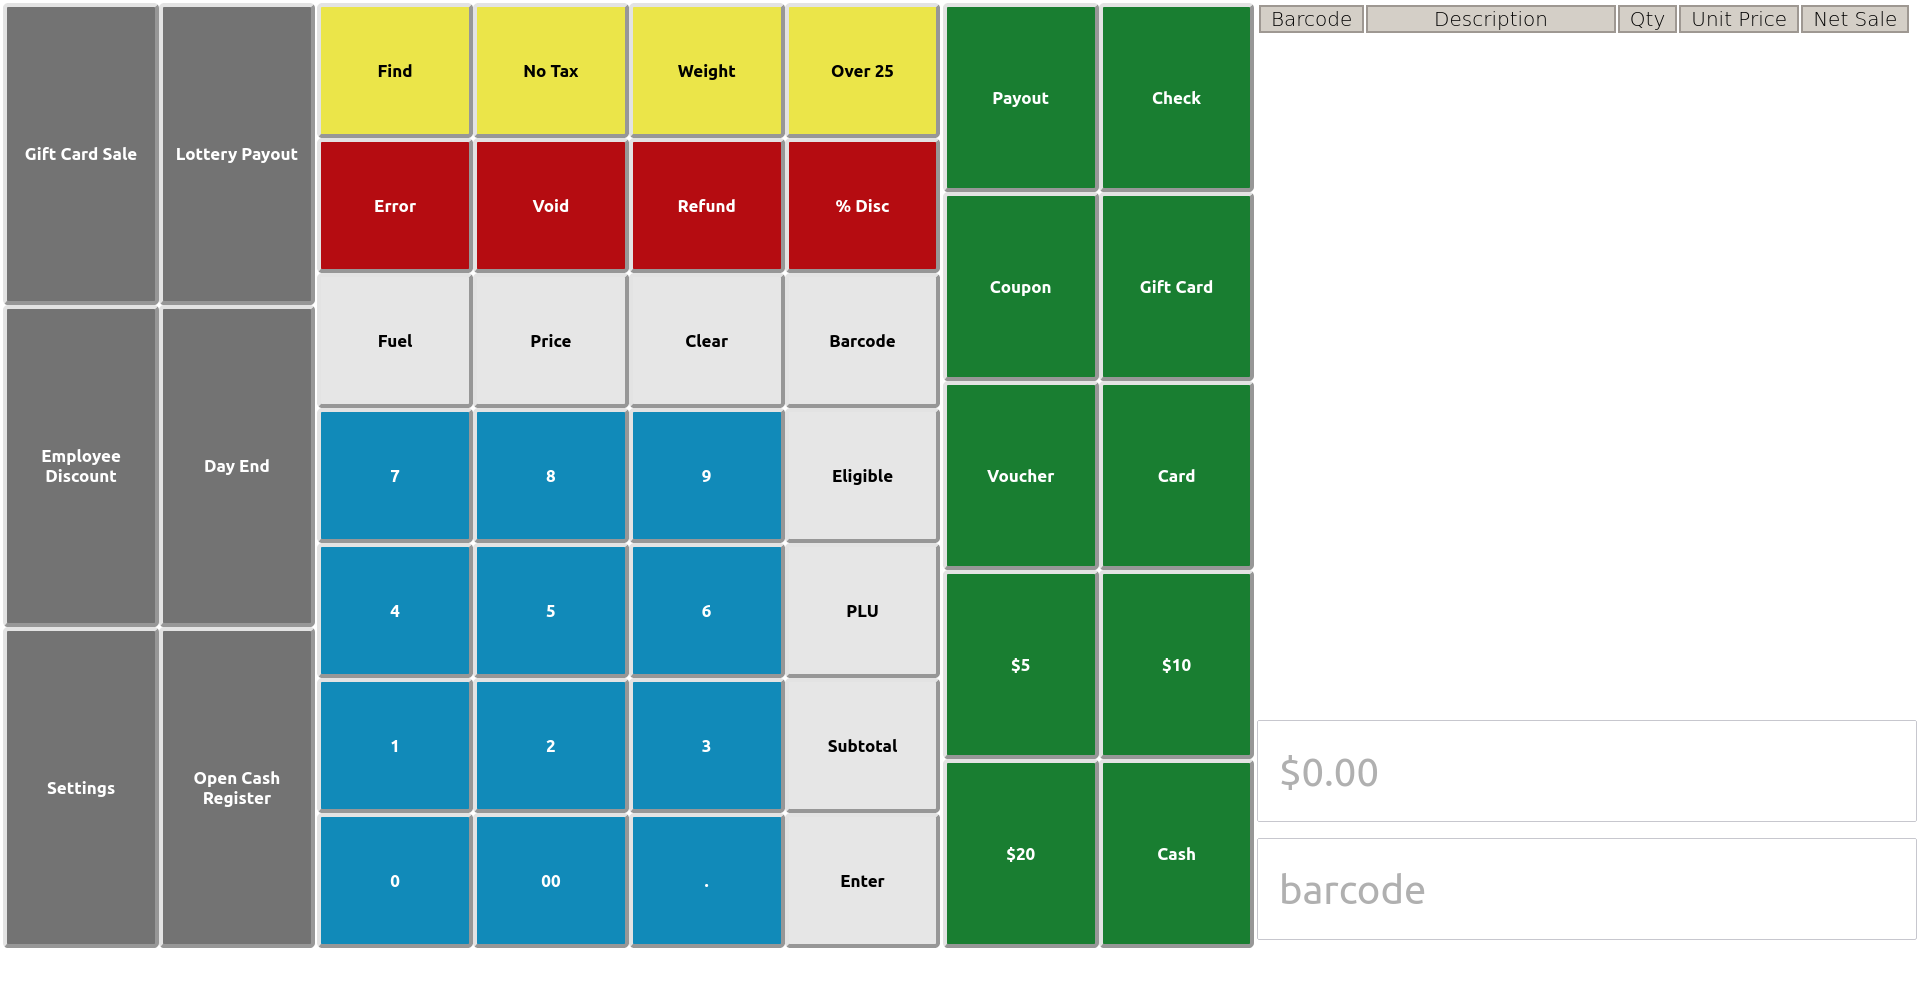 Gift Card Sale
Lottery Payout
Employee
Discount
Day End
Settings
Open Cash
Register
Find
No Tax
Weight
Over 25
Error
Void
Refund
% Disc
Fuel
Price
Clear
Barcode
7
8
9
Eligible
4
5
6
PLU
1
2
3
Subtotal
0
00
.
Enter
Payout
Check
Coupon
Gift Card
Voucher
Card
$5
$10
$20
Cash
Barcode
Description
Qty
Unit Price
Net Sale
$0.00
barcode